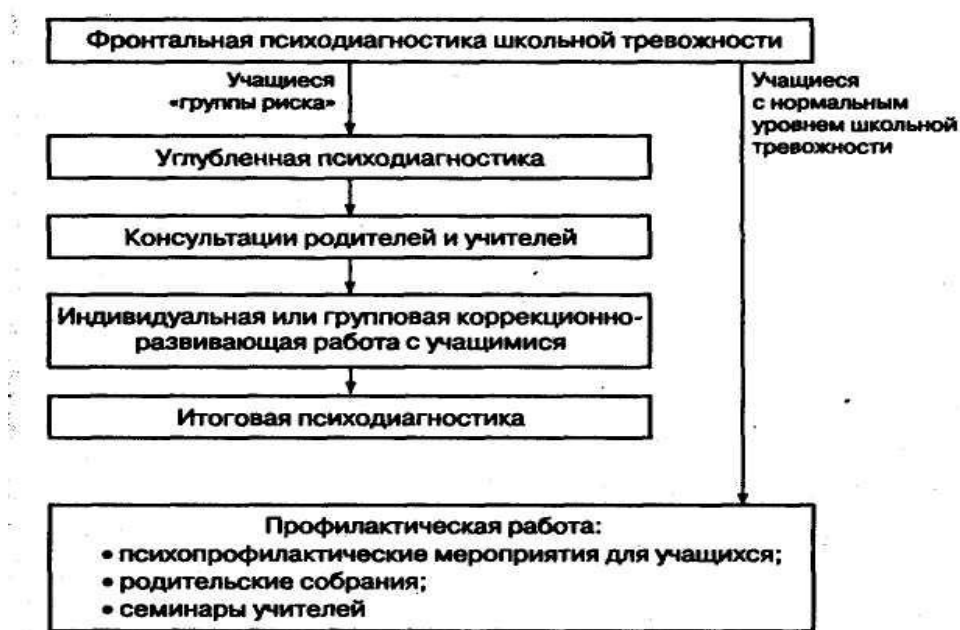 Фронтальная психодиагностика школьной тревожности
Учащиеся
«группы риска»
Учащиеся
с нормальным
уровнем школьной
тревожности
Углубленная психодиагностика
Консультации родителей и учителей
Индивидуальная или групповая коррекционно-
развивающая работа с учащимися
Итоговая психодиагностика
Профилактическая работа:
• психопрофилактические мероприятия для учащихся;
• родительские собрания;
• семинары учителей